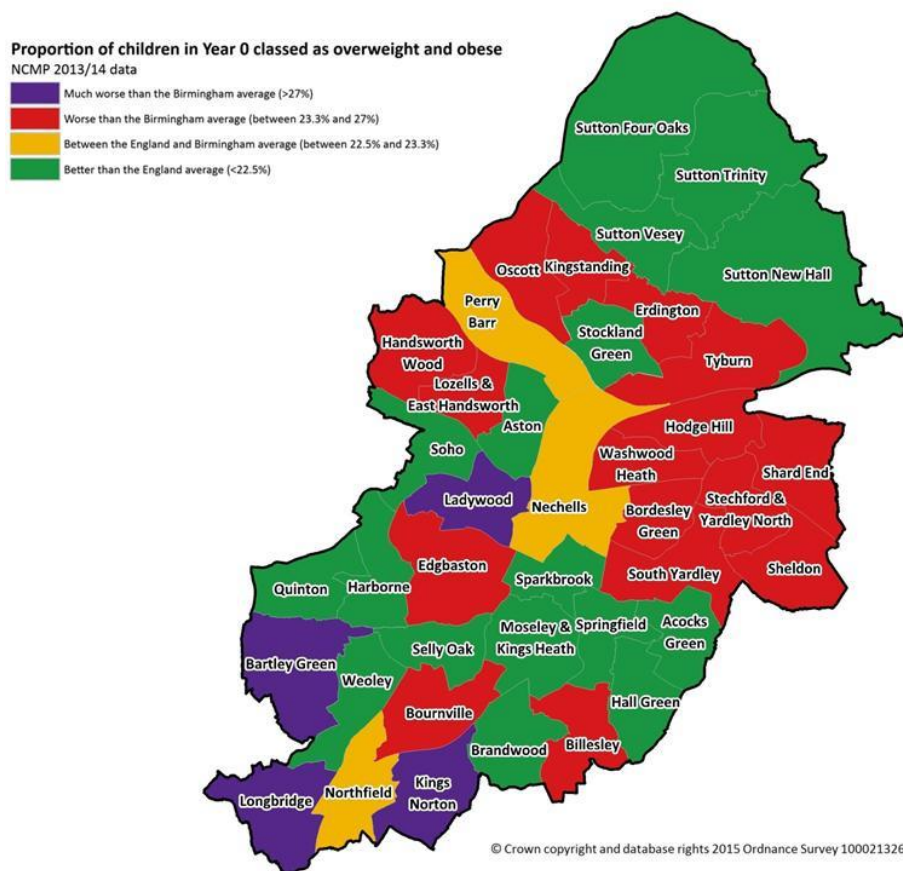 Proportion of children in Year 0 classed as overweight and obese
NCMP 2013/14 data
Much worse than the Birmingham average (>27%)
Worse than the Birmingham average (between 23.3% and 27%)
Between the England and Birmingham average (between 22.5% and 23.3%)
Better than the England average (<22.5%)
Sutton Four Oaks
Sutton Trinity
Sutton Vesey
Sutton New Hall
Oscott
Kingstanding
Perry
Barr
Erdington
Stockland
Green
Tyburn
Handsworth
Wood
Lozells &
East Handsworth
Aston
Hodge Hill
Soho
Washwood
Heath
Shard End
Ladywood
Nechells
Bordesley
Green
Stechford &
Yardley North
Edgbaston
Sheldon
Quinton
Harborne
Sparkbrook
South Yardley
Moseley &
Kings Heath
Springfield
Acocks
Green
Selly Oak
Bartley Green
Weoley
Hall Green
Bournville
Brandwood
Billesley
Longbridge
Northfield
Kings
Norton
© Crown copyright and database rights 2015 Ordnance Survey 100021326